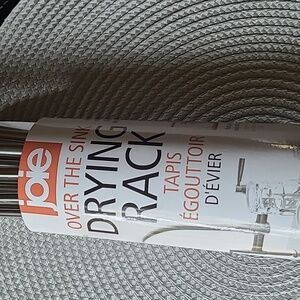 joie
OVER THE SINK
DRYING
RACK
TAPIS
ÉGOUTTOIR
D'ÉVIER